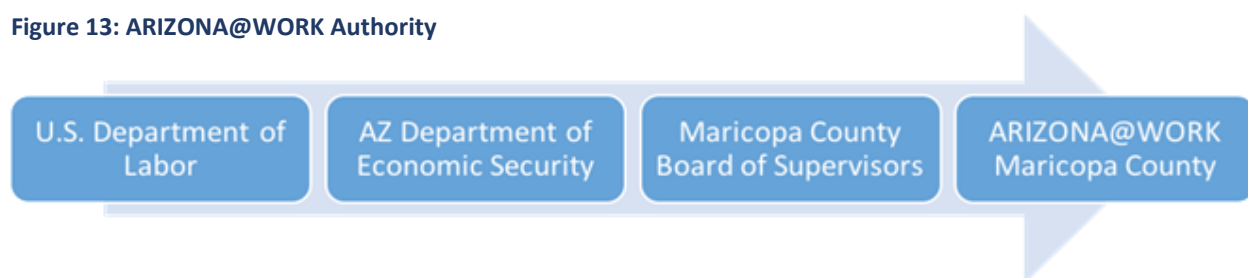 Figure 13: ARIZONA@WORK Authority
U.S. Department of
Labor
AZ Department of
Economic Security
Maricopa County
Board of Supervisors
ARIZONA@WORK
Maricopa County